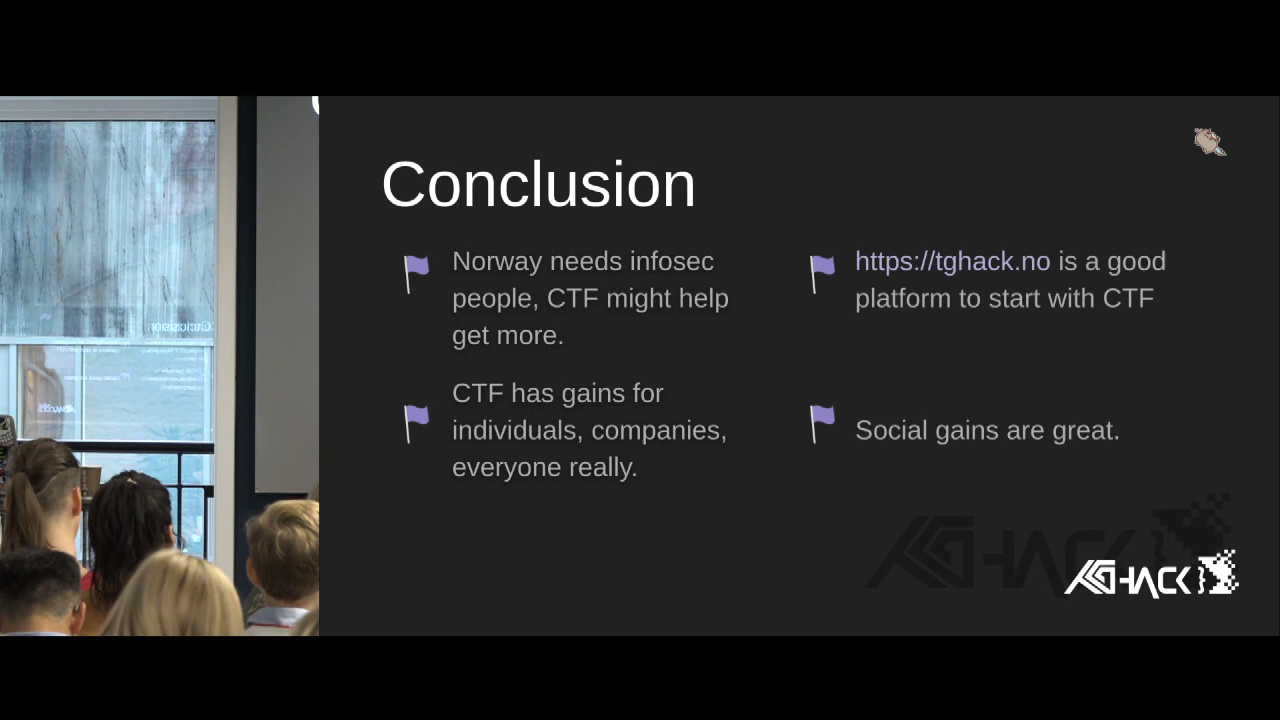 Conclusion
Norway needs infosec
people, CTF might help
get more.
CTF has gains for
individuals, companies,
everyone really.
https://tghack.no is a good
platform to start with CTF
Social gains are great.
TGHACK